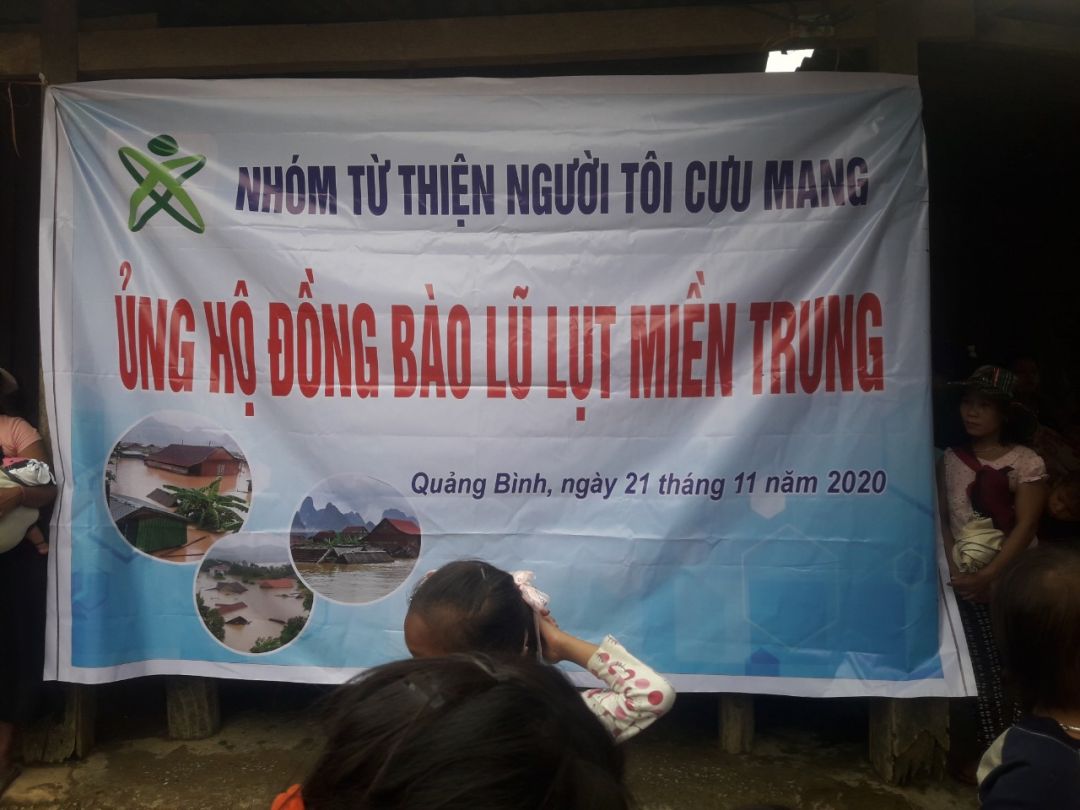 NHÓM TỪ THIỆN NGƯỜI TÔI CƯU MANG
ỦNG HỘ ĐỒNG BÀO LŨ LỤT MIỀN TRUNG
Quảng Bình, ngày 21 tháng 11 năm 2020